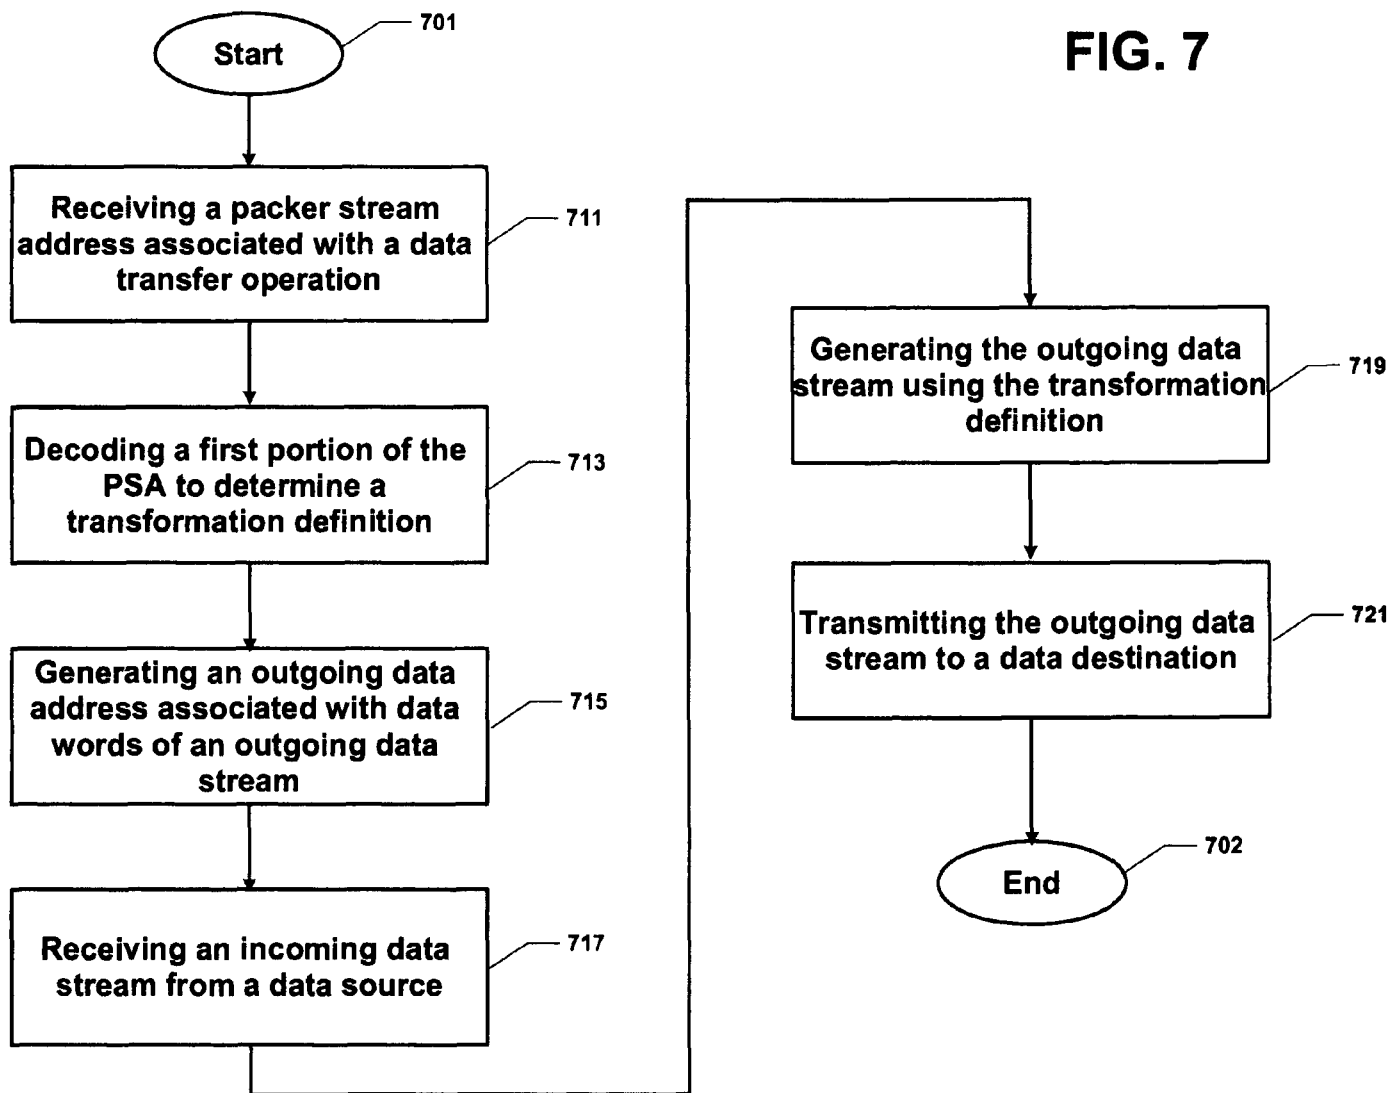 FIG. 7
Start
701
Receiving a packer stream
address associated with a data
transfer operation
711
Decoding a first portion of the
PSA to determine a
transformation definition
713
Generating an outgoing data
address associated with data
words of an outgoing data
stream
715
Receiving an incoming data
stream from a data source
717
Generating the outgoing data
stream using the transformation
definition
719
Transmitting the outgoing data
stream to a data destination
721
End
702